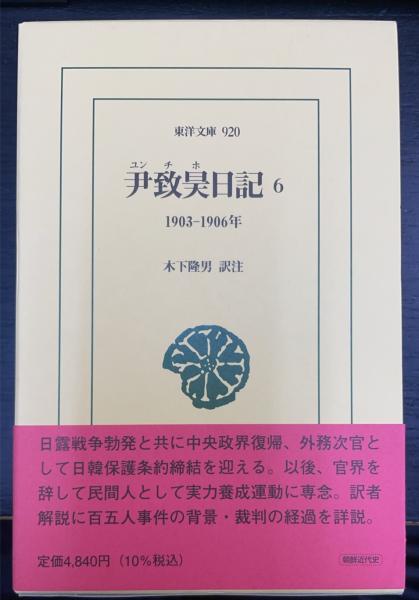 東洋文庫 920
ユン チ ホ
尹致昊日記 6
1903-1906年
木下隆男 訳注
日露戦争勃発と共に中央政界復帰、外務次官と
して日韓保護条約締結を迎える。以後、官界を
辞して民間人として実力養成運動に専念。訳者
解説に百五人事件の背景・裁判の経過を詳説。
定価4,840円（10%税込）
朝鮮近代史